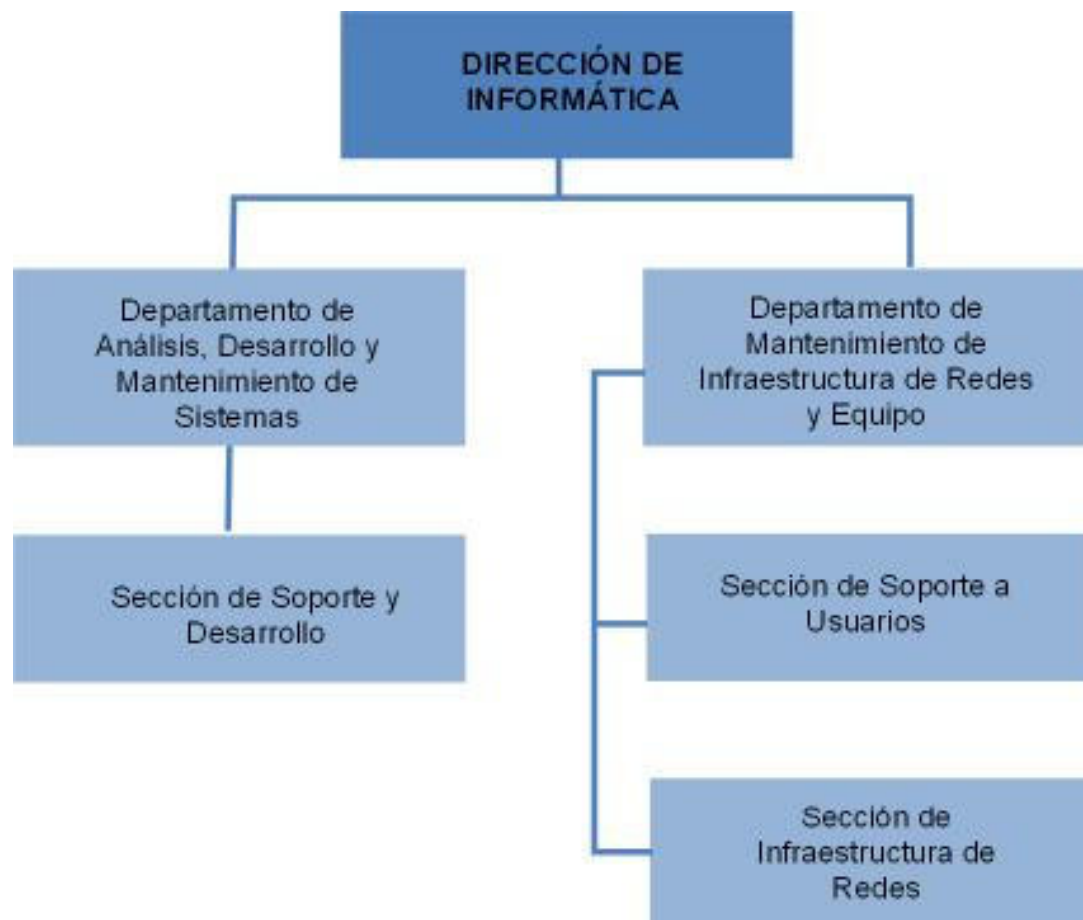 DIRECCIÓN DE
INFORMÁTICA
Departamento de
Análisis, Desarrollo y
Mantenimiento de
Sistemas
Departamento de
Mantenimiento de
Infraestructura de Redes
y Equipo
Sección de Soporte y
Desarrollo
Sección de Soporte a
Usuarios
Sección de
Infraestructura de
Redes